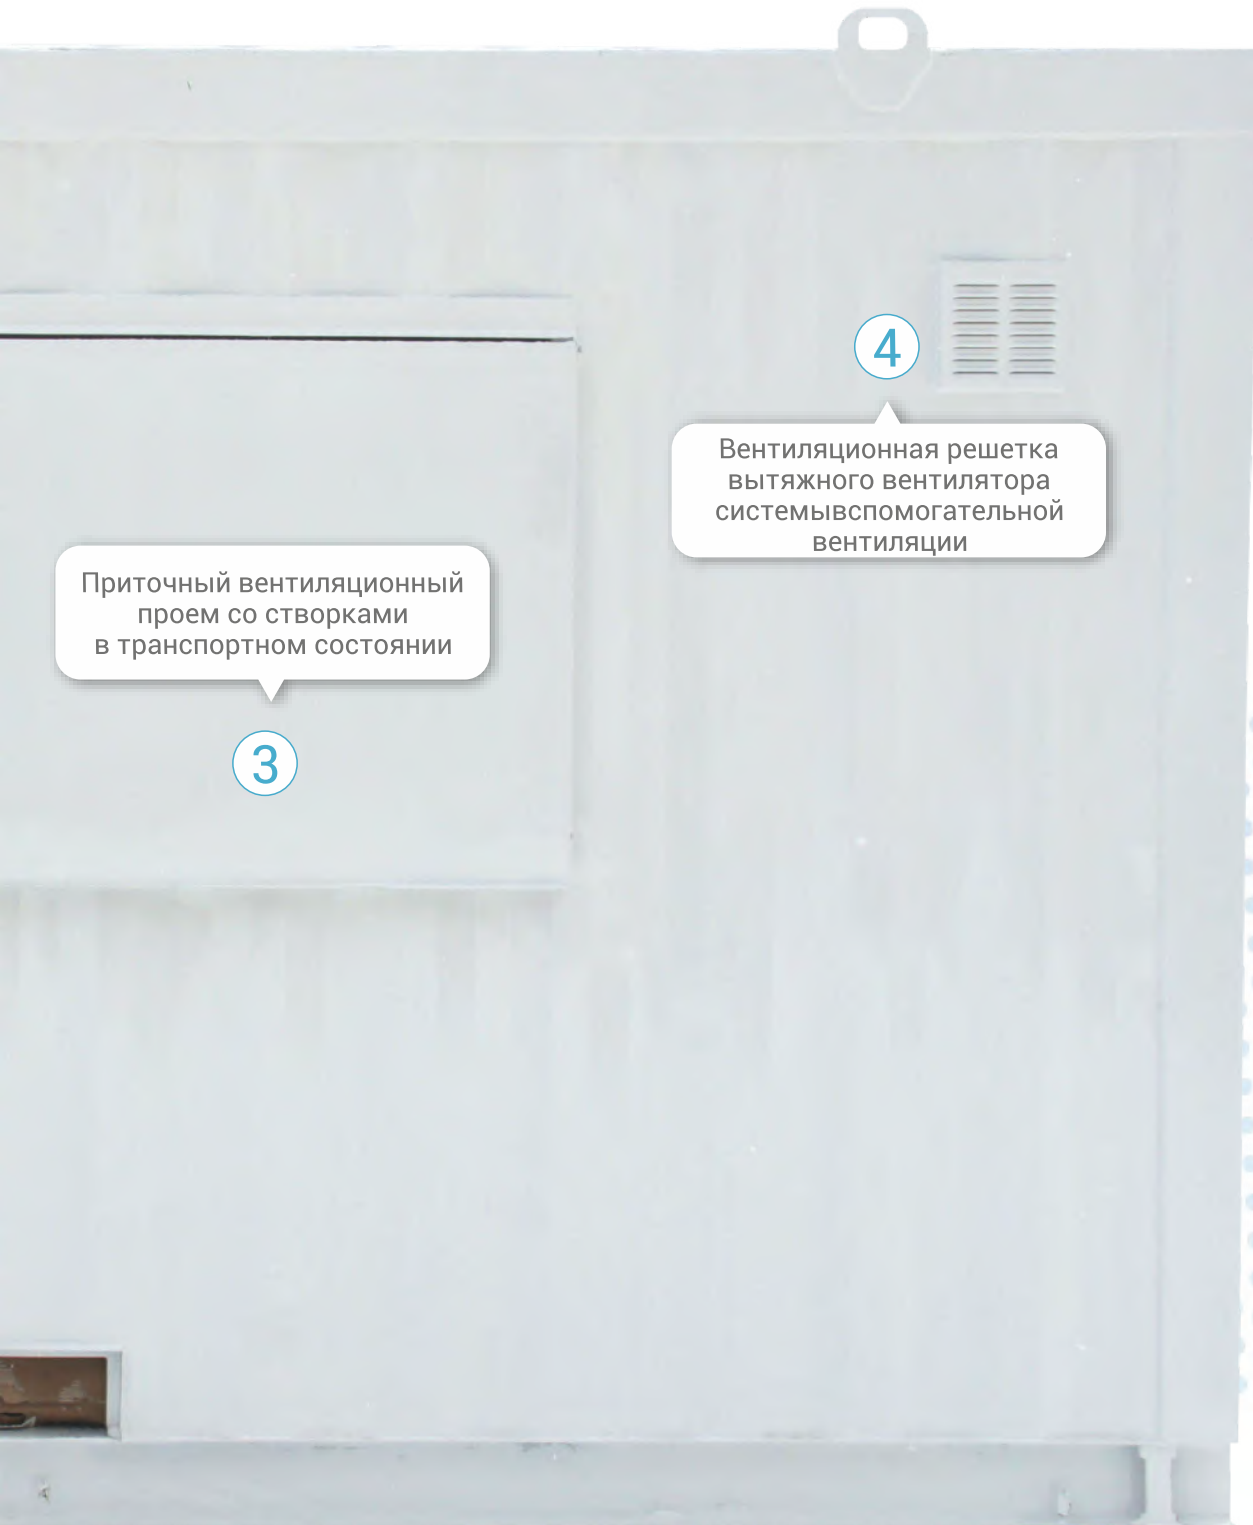 4
Вентиляционная решетка
вытяжного вентилятора
системывспомогательной
вентиляции
Приточный вентиляционный
проем со створками
в транспортном состоянии
3